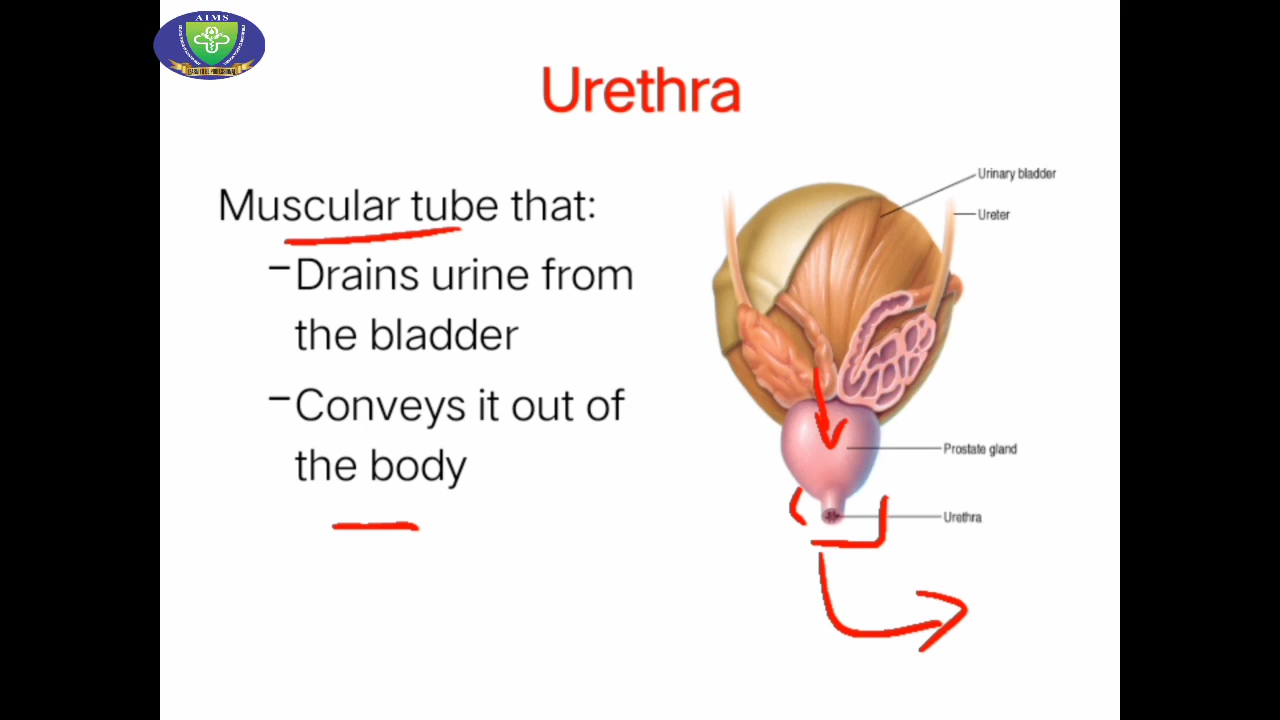 AIMS
Urethra
Muscular tube that:
–Drains urine from
the bladder
–Conveys it out of
the body
Urinary bladder
Ureter
Prostate gland
Urethra